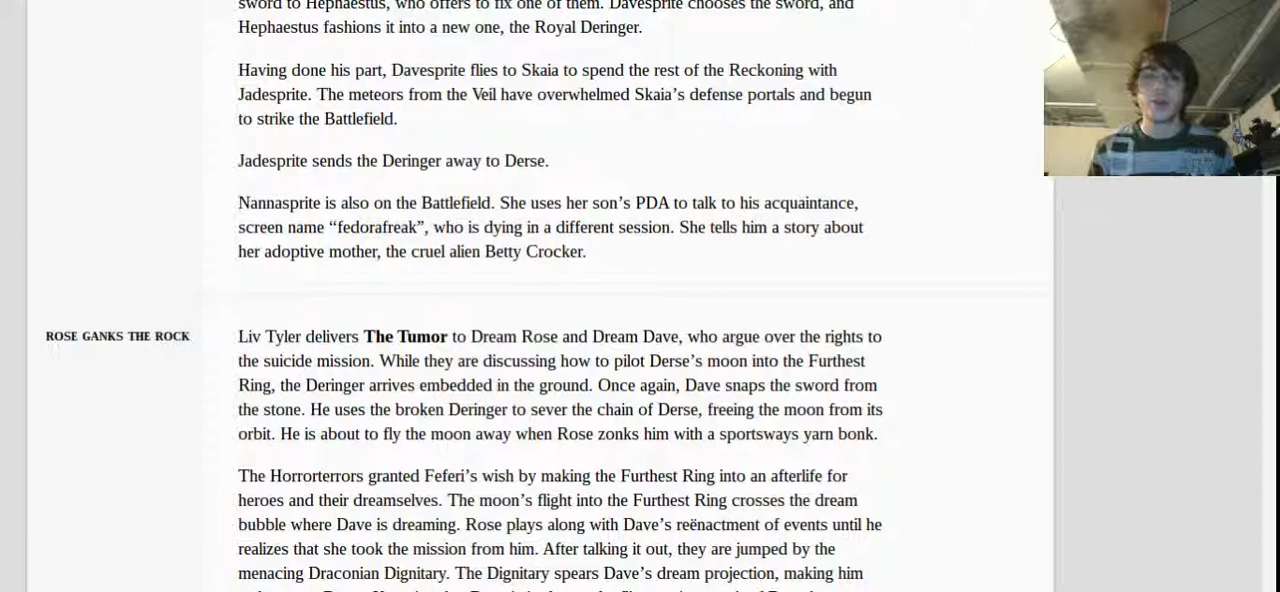 sword to Hephaestus, who offers to fix one of them. Davesprite chooses the sword, and
Hephaestus fashions it into a new one, the Royal Deringer.
Having done his part, Davesprite flies to Skaia to spend the rest of the Reckoning with
Jadesprite. The meteors from the Veil have overwhelmed Skaia’s defense portals and begun
to strike the Battlefield.
Jadesprite sends the Deringer away to Derse.
Nannasprite is also on the Battlefield. She uses her son’s PDA to talk to his acquaintance,
screen name “fedorafreak”, who is dying in a different session. She tells him a story about
her adoptive mother, the cruel alien Betty Crocker.
ROSE GANKS THE ROCK
Liv Tyler delivers The Tumor to Dream Rose and Dream Dave, who argue over the rights to
the suicide mission. While they are discussing how to pilot Derse’s moon into the Furthest
Ring, the Deringer arrives embedded in the ground. Once again, Dave snaps the sword from
the stone. He uses the broken Deringer to sever the chain of Derse, freeing the moon from its
orbit. He is about to fly the moon away when Rose zonks him with a sportsways yarn bonk.
The Horrorterrors granted Feferi’s wish by making the Furthest Ring into an afterlife for
heroes and their dreamselves. The moon’s flight into the Furthest Ring crosses the dream
bubble where Dave is dreaming. Rose plays along with Dave’s reënactment of events until he
realizes that she took the mission from him. After talking it out, they are jumped by the
menacing Draconian Dignitary. The Dignitary spears Dave’s dream projection, making him